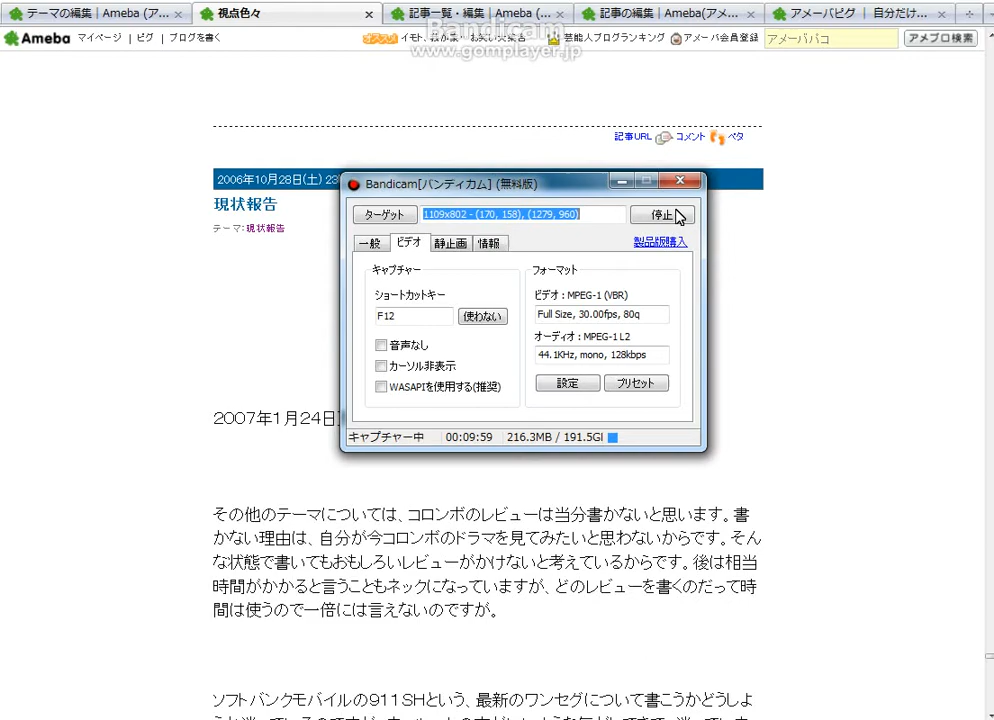 テーマの編集 | Ameba (ア...
視点色々
記事一覧・編集 | Ameba (...
記事の編集 | Ameba(アメ...
アメーバピグ | 自分だけ...
Ameba マイページ | ピグ | ブログを書く
芸能人ブログランキング
アメーバ会員登録
アメーバパコ
アメブロ検索
Bandicam
www.gomplayer.jp
記事URL コメント ペタ
2006年10月28日(土) 23
現状報告
テーマ:現状報告
Bandicam[バンディカム] (無料版)
ターゲット
1109x802 - (170, 158), (1279, 960)
停止
一般 ビデオ 静止画 情報
製品版購入
キャプチャー
フォーマット
ショートカットキー
ビデオ : MPEG-1 (VBR)
F12
使わない
Full Size, 30.00fps, 80q
音声なし
オーディオ : MPEG-1 L2
カーソル非表示
44.1KHz, mono, 128kbps
WASAPIを使用する(推奨)
設定
プリセット
2007年1月24日
キャプチャー中 00:09:59 216.3MB / 191.5GI
その他のテーマについては、コロンボのレビューは当分書かないと思います。書
かない理由は、自分が今コロンボのドラマを見てみたいと思わないからです。そん
な状態で書いてもおもしろいレビューがかけないと考えているからです。後は相当
時間がかかると言うこともネックになっていますが、どのレビューを書くのだって時
間は使うので一倍には言えないのですが。
ソフトバンクモバイルの911SHという、最新のワンセグについて書こうかどうしよ